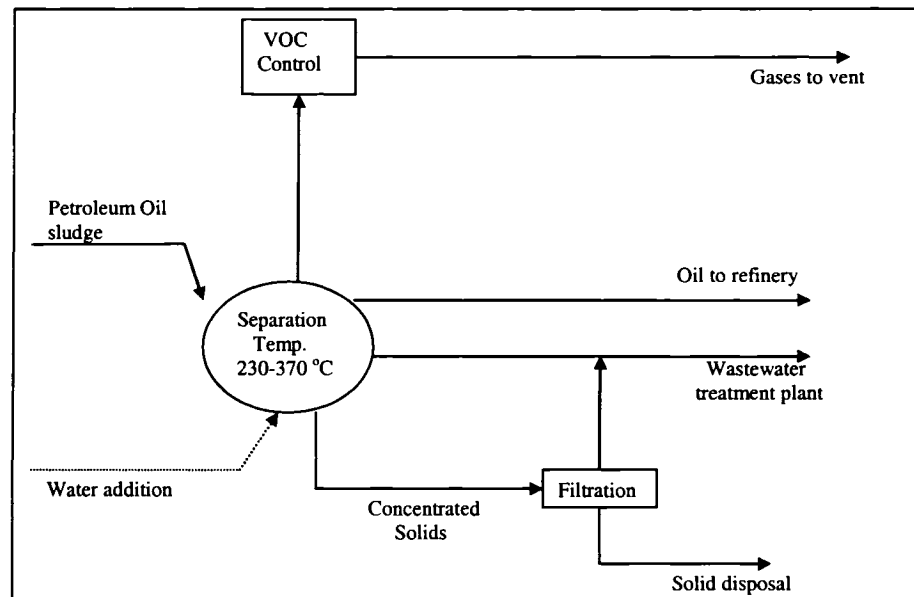 VOC
Control
Gases to vent
Petroleum Oil
sludge
Oil to refinery
Separation
Temp.
230-370 °C
Wastewater
treatment plant
Water addition
Concentrated
Solids
Filtration
Solid disposal